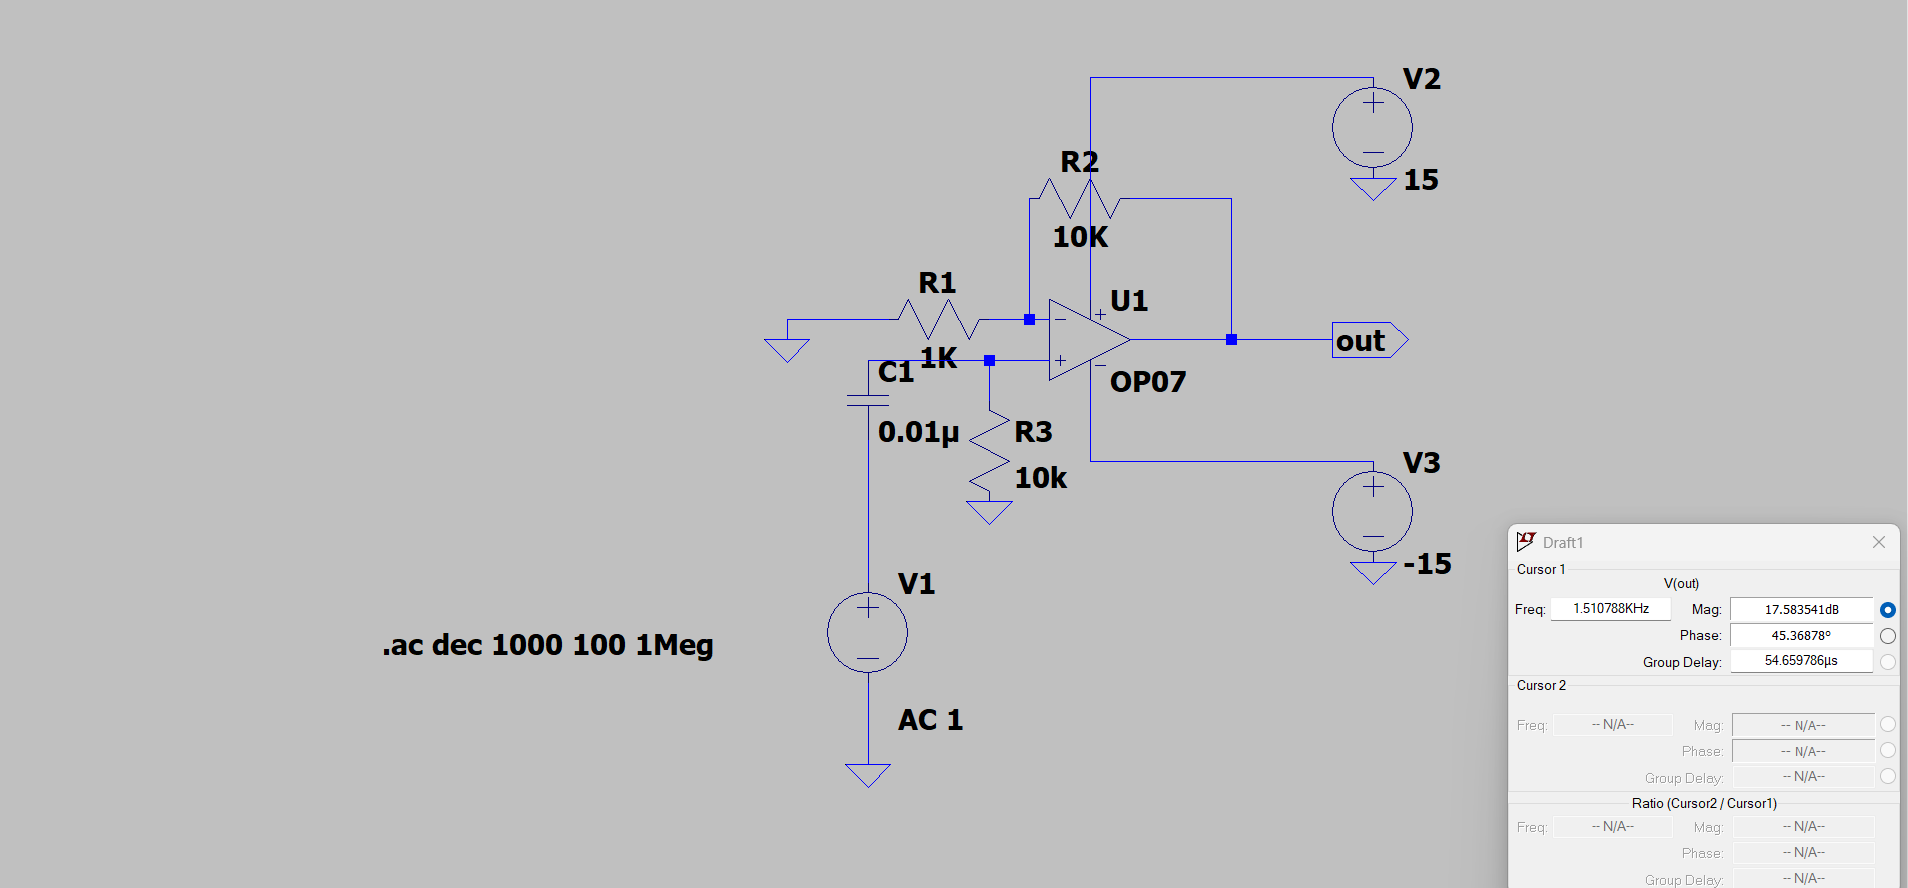 V2
15
R2
10K
R1
1K
U1
OP07
out
C1
0.01µ
R3
10k
V3
-15
V1
AC 1
.ac dec 1000 100 1Meg
Draft1
Cursor 1
V(out)
Freq: 1.510788KHz Mag: 17.583541dB
Phase: 45.36878°
Group Delay: 54.659786µs
Cursor 2
Freq: -- N/A-- Mag: -- N/A--
Phase: -- N/A--
Group Delay: -- N/A--
Ratio (Cursor2 / Cursor1)
Freq: -- N/A-- Mag: -- N/A--
Phase: -- N/A--
Group Delay: -- N/A--